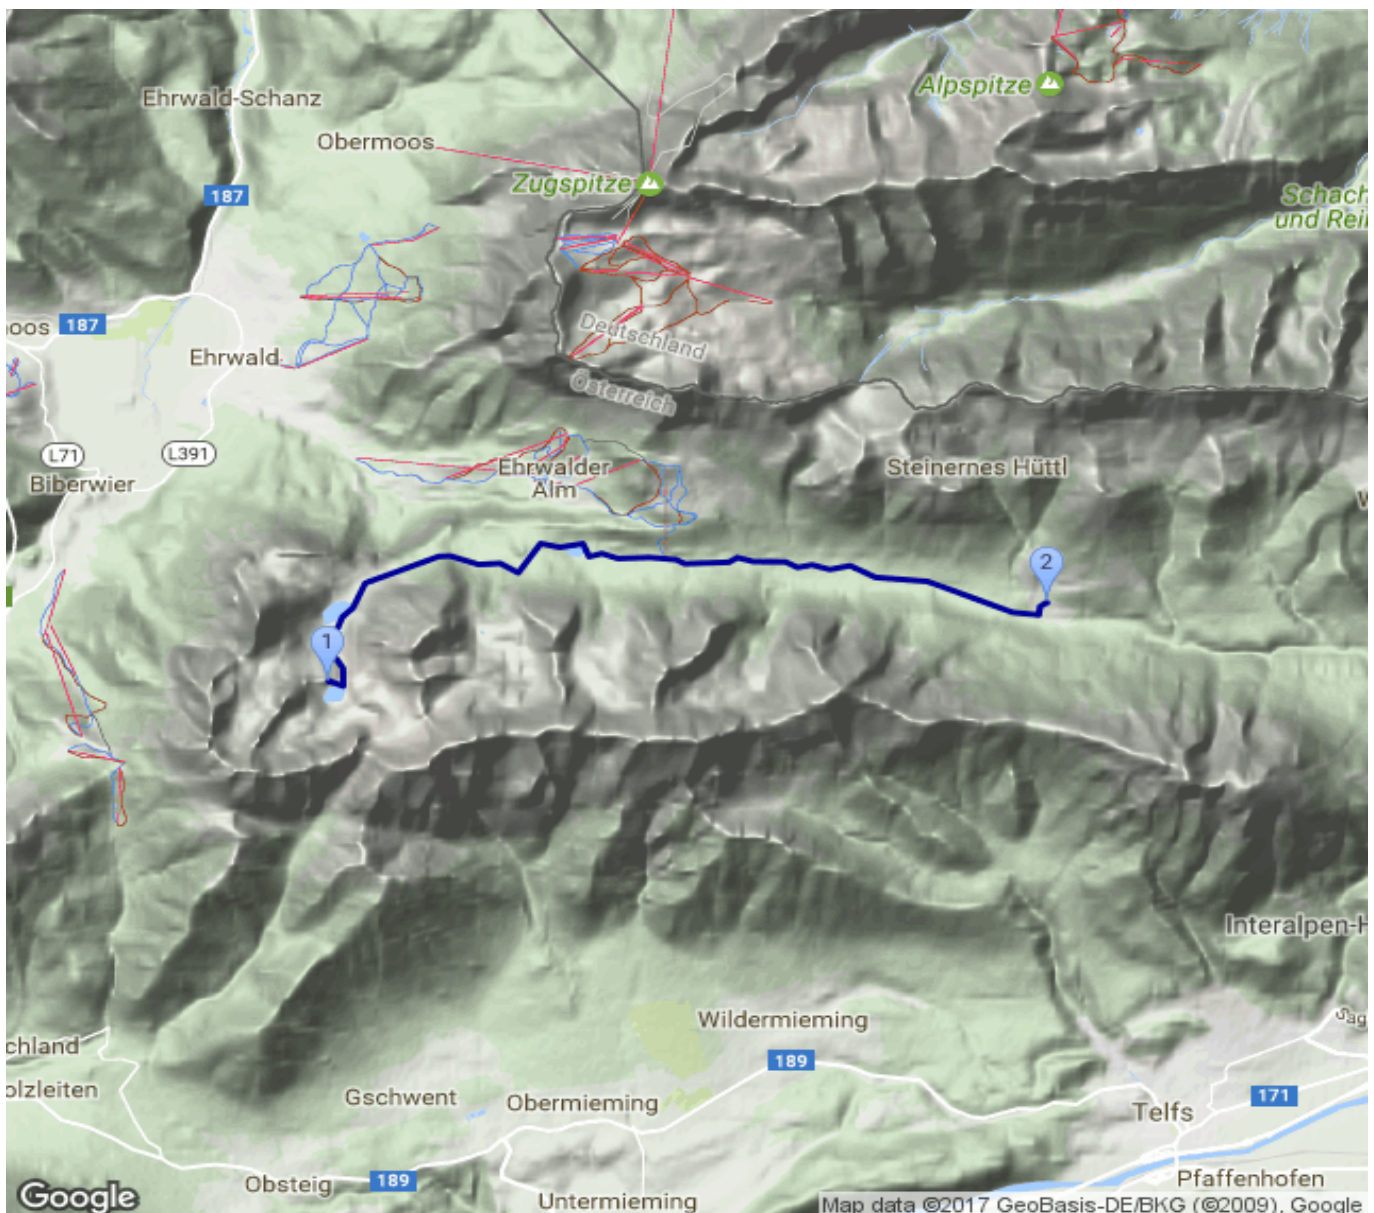 Ehrwald-Schanz
Alpspitze
Obermoos
Zugspitze
187
Schach
und Rei
187
oos
Deutschland
Ehrwald
Österreich
L71
L391
Biberwier
Ehrwalder
Alm
Steinernes Hüttl
W
2
1
Interalpen-H
Wildermieming
Sag
chland
189
olzleiten
Gschwent
Obermieming
171
Telfs
Obsteig
189
Pfaffenhofen
Untermieming
Google
Map data ©2017 GeoBasis-DE/BKG (©2009), Google